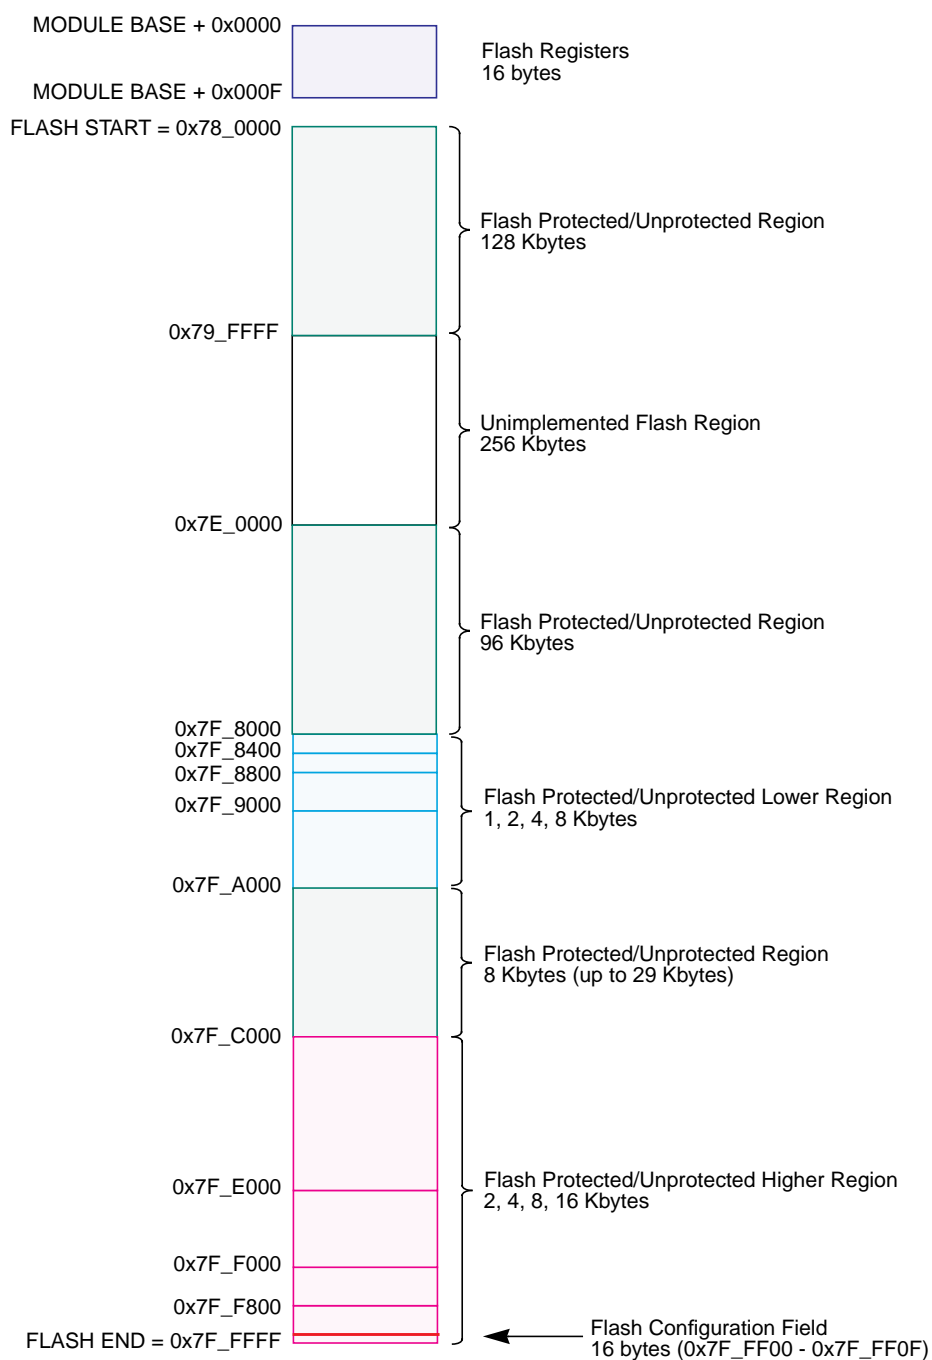 MODULE BASE + 0x0000
Flash Registers
16 bytes
MODULE BASE + 0x000F
FLASH START = 0x78_0000
Flash Protected/Unprotected Region
128 Kbytes
0x79_FFFF
Unimplemented Flash Region
256 Kbytes
0x7E_0000
Flash Protected/Unprotected Region
96 Kbytes
0x7F_8000
0x7F_8400
0x7F_8800
0x7F_9000
Flash Protected/Unprotected Lower Region
1, 2, 4, 8 Kbytes
0x7F_A000
Flash Protected/Unprotected Region
8 Kbytes (up to 29 Kbytes)
0x7F_C000
0x7F_E000
Flash Protected/Unprotected Higher Region
2, 4, 8, 16 Kbytes
0x7F_F000
0x7F_F800
FLASH END = 0x7F_FFFF
Flash Configuration Field
16 bytes (0x7F_FF00 - 0x7F_FF0F)